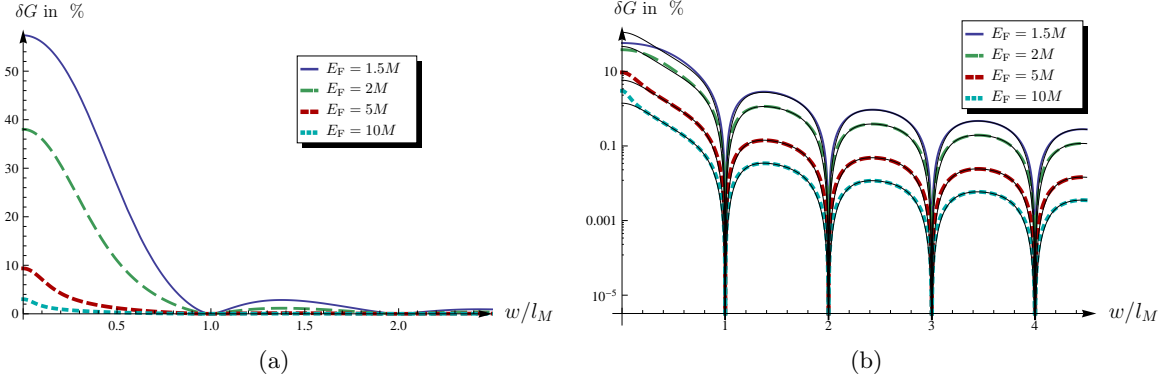 δG in %
50
40
30
20
10
0
0.5
1.0
1.5
2.0
w/l_M
E_F = 1.5M
E_F = 2M
E_F = 5M
E_F = 10M
(a)
δG in %
10
0.1
0.001
10^{-5}
1
2
3
4
w/l_M
E_F = 1.5M
E_F = 2M
E_F = 5M
E_F = 10M
(b)